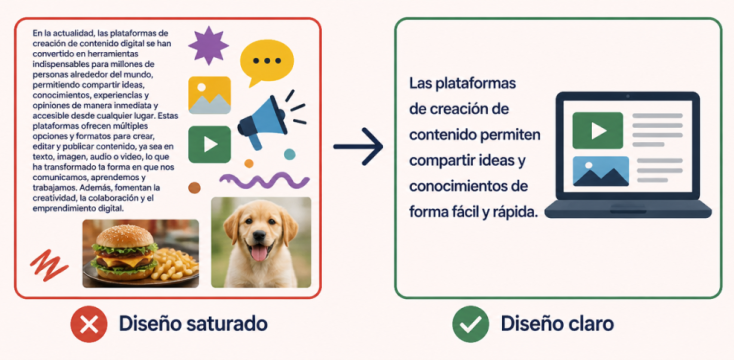 En la actualidad, las plataformas de
creación de contenido digital se han
convertido en herramientas
indispensables para millones de
personas alrededor del mundo,
permitiendo compartir ideas,
conocimientos, experiencias y
opiniones de manera inmediata y
accesible desde cualquier lugar. Estas
plataformas ofrecen múltiples
opciones y formatos para crear,
editar y publicar contenido, ya sea en
texto, imagen, audio o video, lo que
ha transformado la forma en que nos
comunicamos, aprendemos y
trabajamos. Además, fomentan la
creatividad, la colaboración y el
emprendimiento digital.
Diseño saturado
Las plataformas
de creación de
contenido permiten
compartir ideas y
conocimientos de
forma fácil y rápida.
Diseño claro